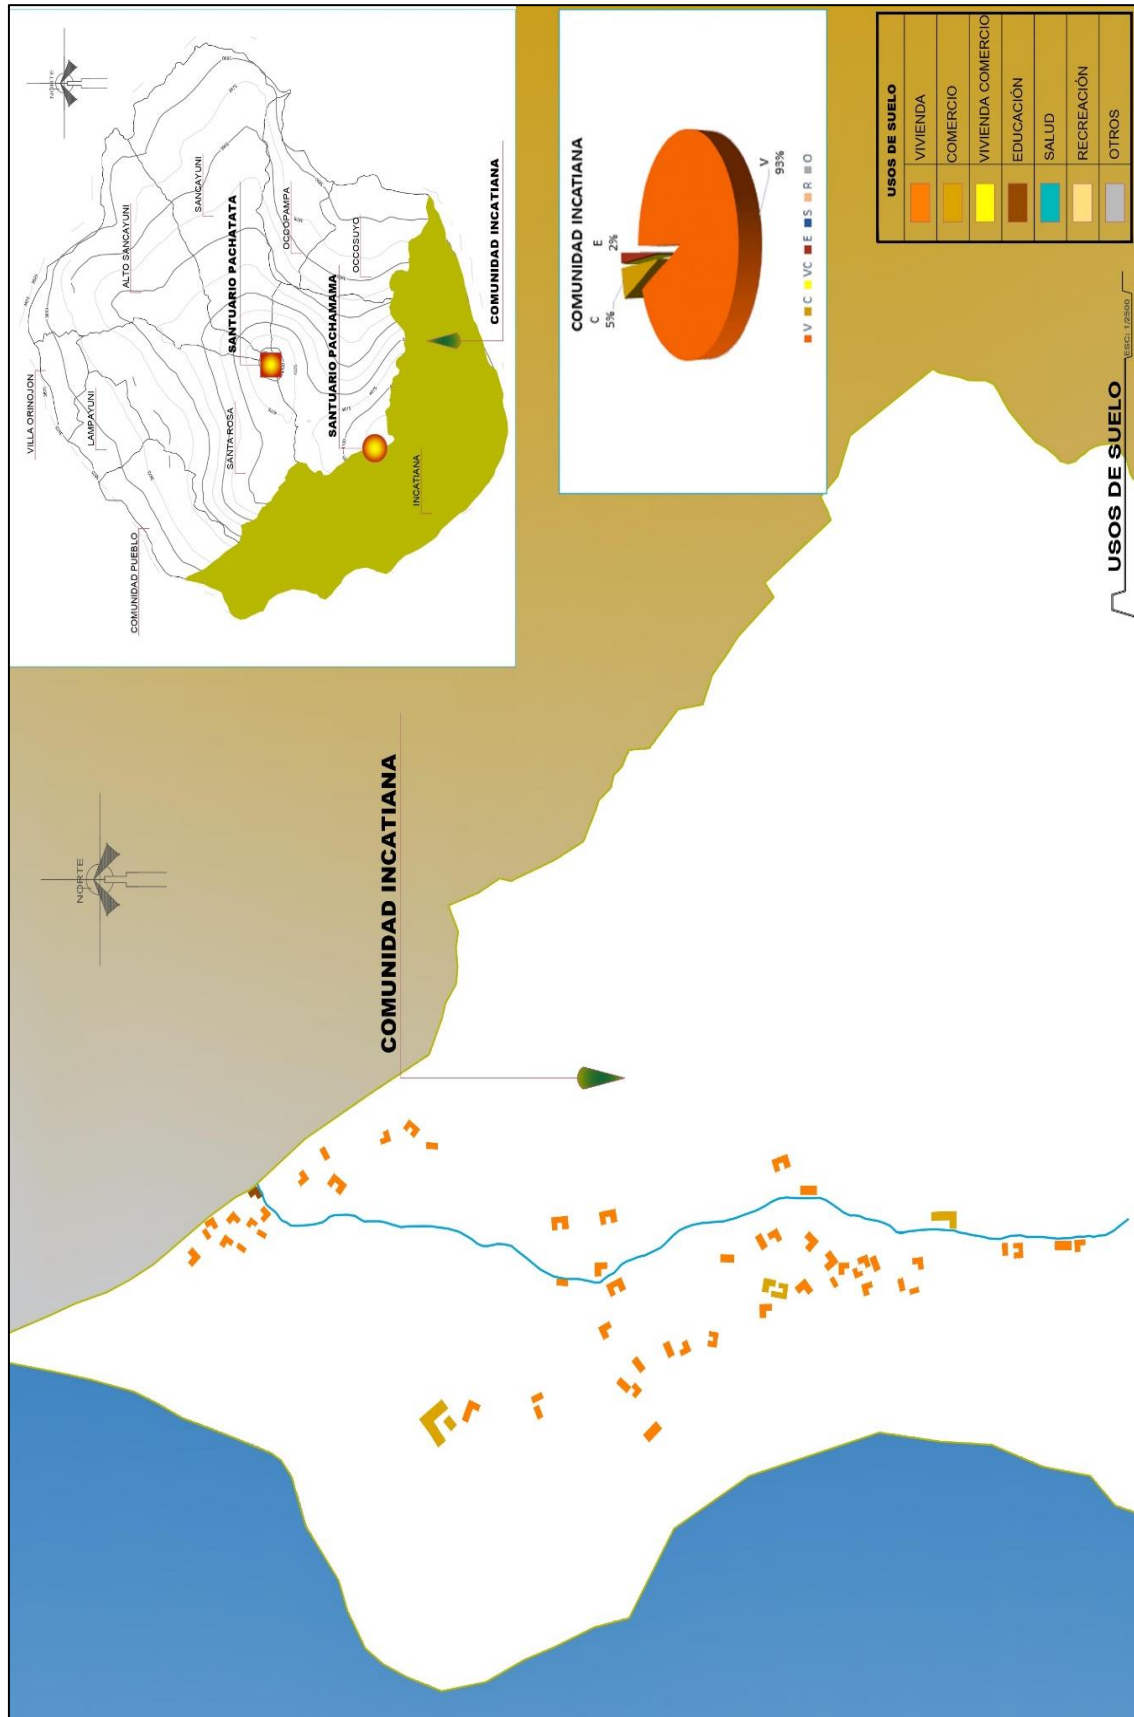 NORTE
VILLA ORINOJON
LAMPAYUNI
COMUNIDAD PUEBLO
ALTO SANCAYUNI
SANCAYUNI
SANTUARIO PACHATATA
SANTA ROSA
OCCOPAMPA
SANTUARIO PACHAMAMA
OCCOSUYO
INCATIANA
COMUNIDAD INCATIANA
COMUNIDAD INCATIANA
C
5%
E
2%
V
93%
V C VC E S R O
USOS DE SUELO
VIVIENDA
COMERCIO
VIVIENDA COMERCIO
EDUCACIÓN
SALUD
RECREACIÓN
OTROS
NORTE
COMUNIDAD INCATIANA
USOS DE SUELO
ESC: 1/2500